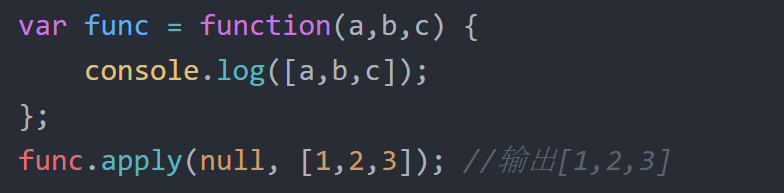 var func = function(a,b,c) {
    console.log([a,b,c]);
};
func.apply(null, [1,2,3]); //输出[1,2,3]